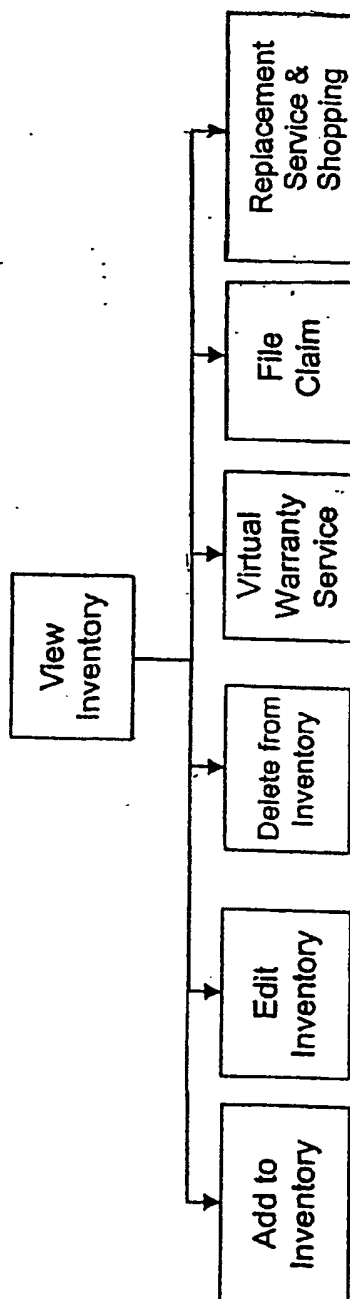 View
Inventory
Add to
Inventory
Edit
Inventory
Delete from
Inventory
Virtual
Warranty
Service
File
Claim
Replacement
Service &
Shopping